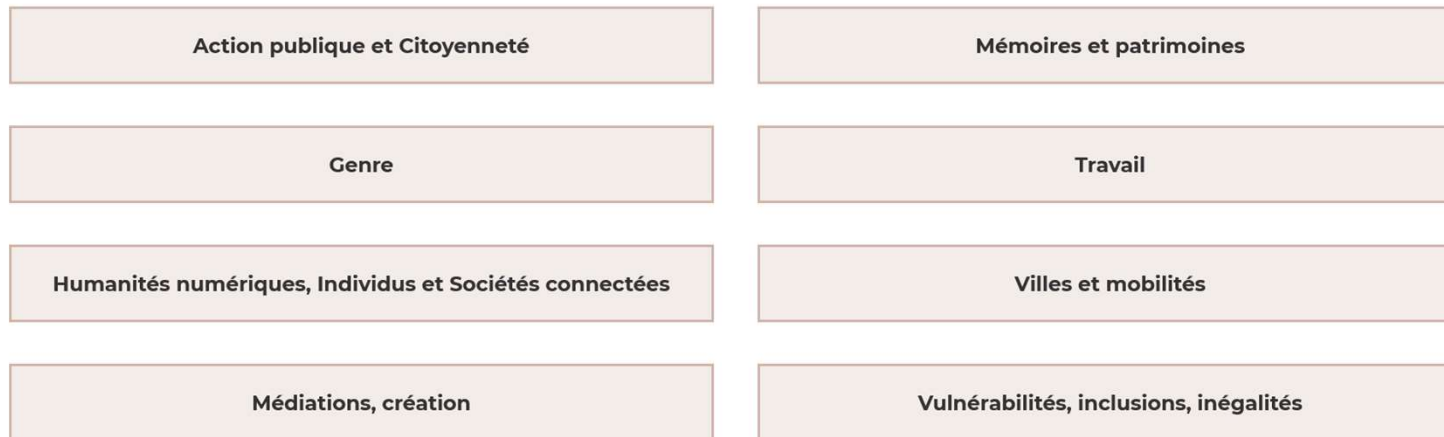 Action publique et Citoyenneté
Mémoires et patrimoines
Genre
Travail
Humanités numériques, Individus et Sociétés connectées
Villes et mobilités
Médiations, création
Vulnérabilités, inclusions, inégalités